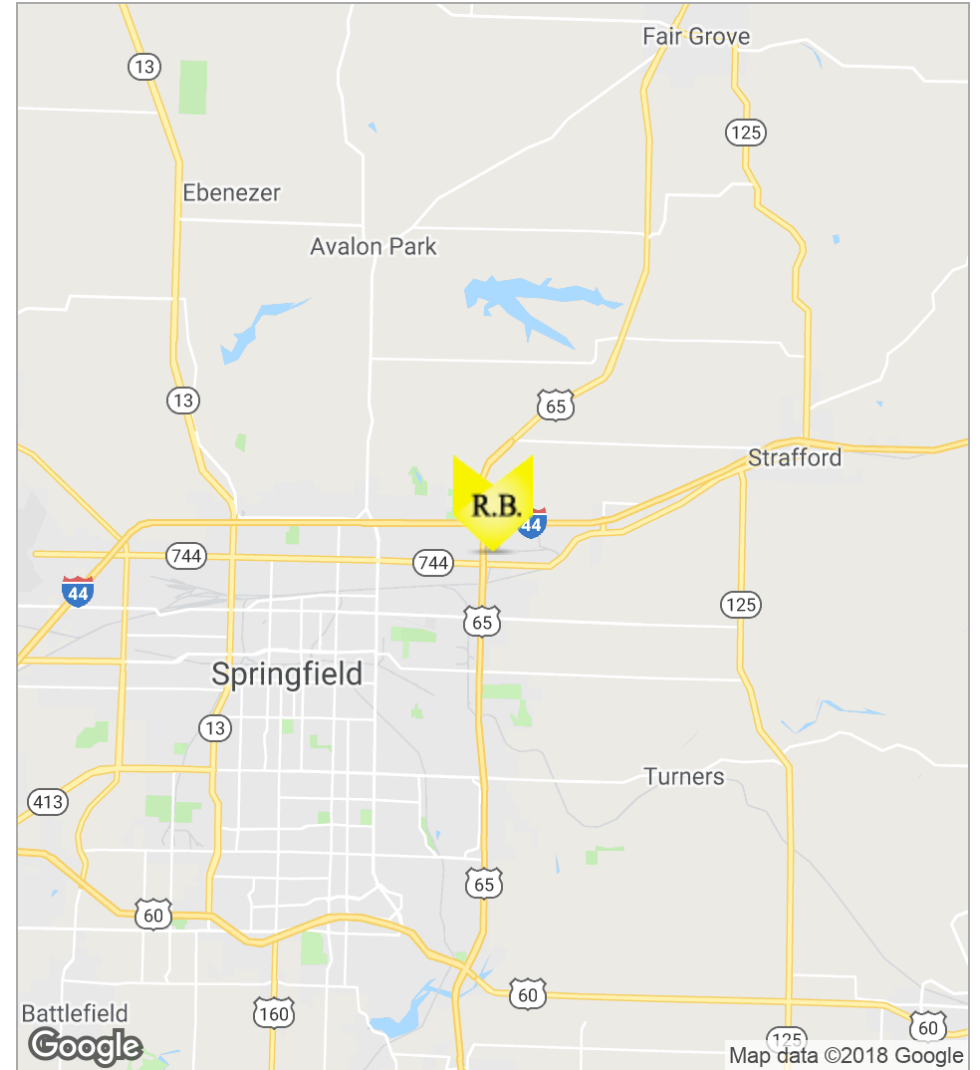 Fair Grove
13
125
Ebenezer
Avalon Park
13
65
Strafford
R.B.
44
744
744
44
125
65
Springfield
13
Turners
413
65
60
60
160
Battlefield
60
125
Google
Map data ©2018 Google